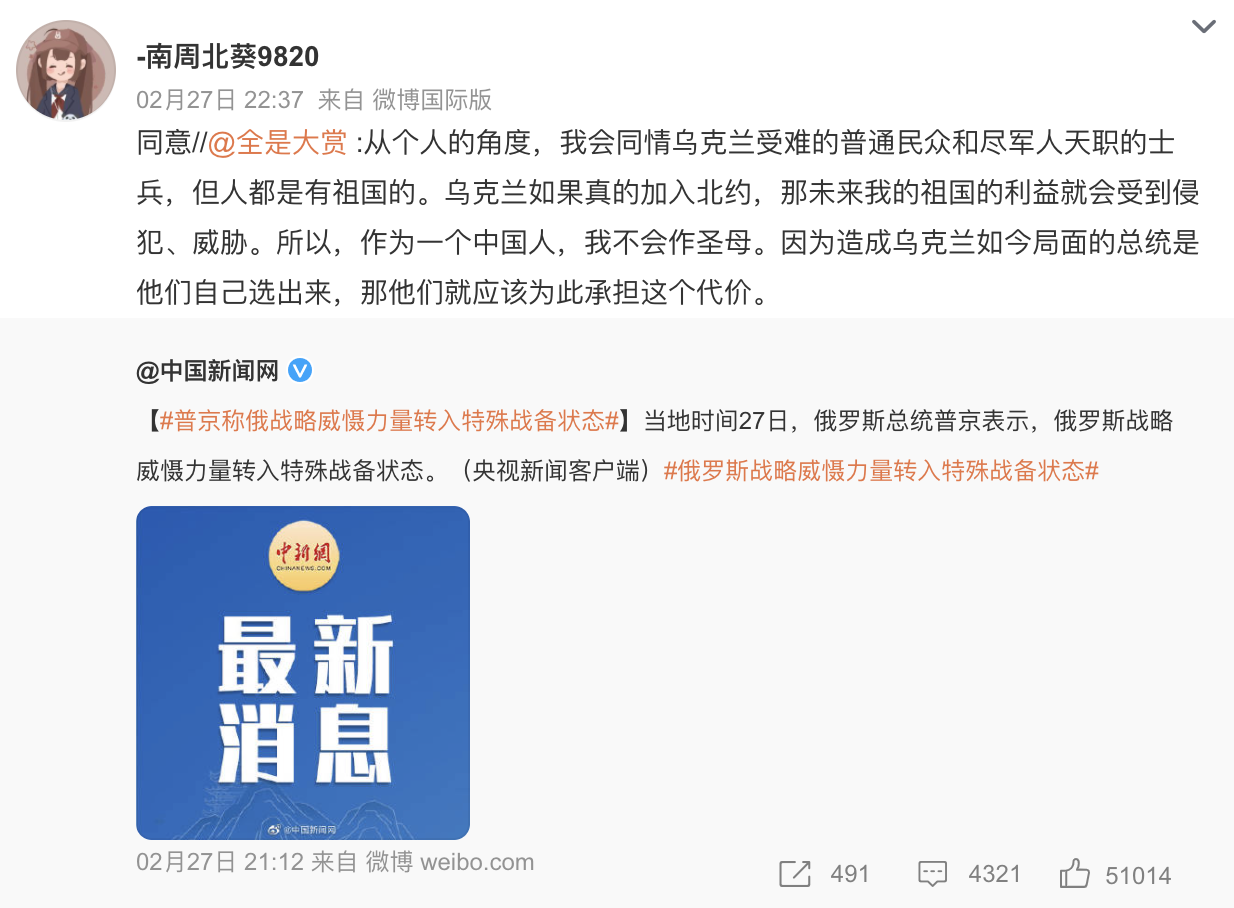 -南周北葵9820
02月27日 22:37 来自 微博国际版
同意//@全是大赏 :从个人的角度，我会同情乌克兰受难的普通民众和尽军人天职的士
兵，但人都是有祖国的。乌克兰如果真的加入北约，那未来我的祖国的利益就会受到侵
犯、威胁。所以，作为一个中国人，我不会作圣母。因为造成乌克兰如今局面的总统是
他们自己选出来，那他们就应该为此承担这个代价。
@中国新闻网
【#普京称俄战略威慑力量转入特殊战备状态#】当地时间27日，俄罗斯总统普京表示，俄罗斯战略
威慑力量转入特殊战备状态。（央视新闻客户端）#俄罗斯战略威慑力量转入特殊战备状态#
中新網
CHINANEWS.COM
最新
消息
@中国新闻网
02月27日 21:12 来自 微博 weibo.com
491 4321 51014